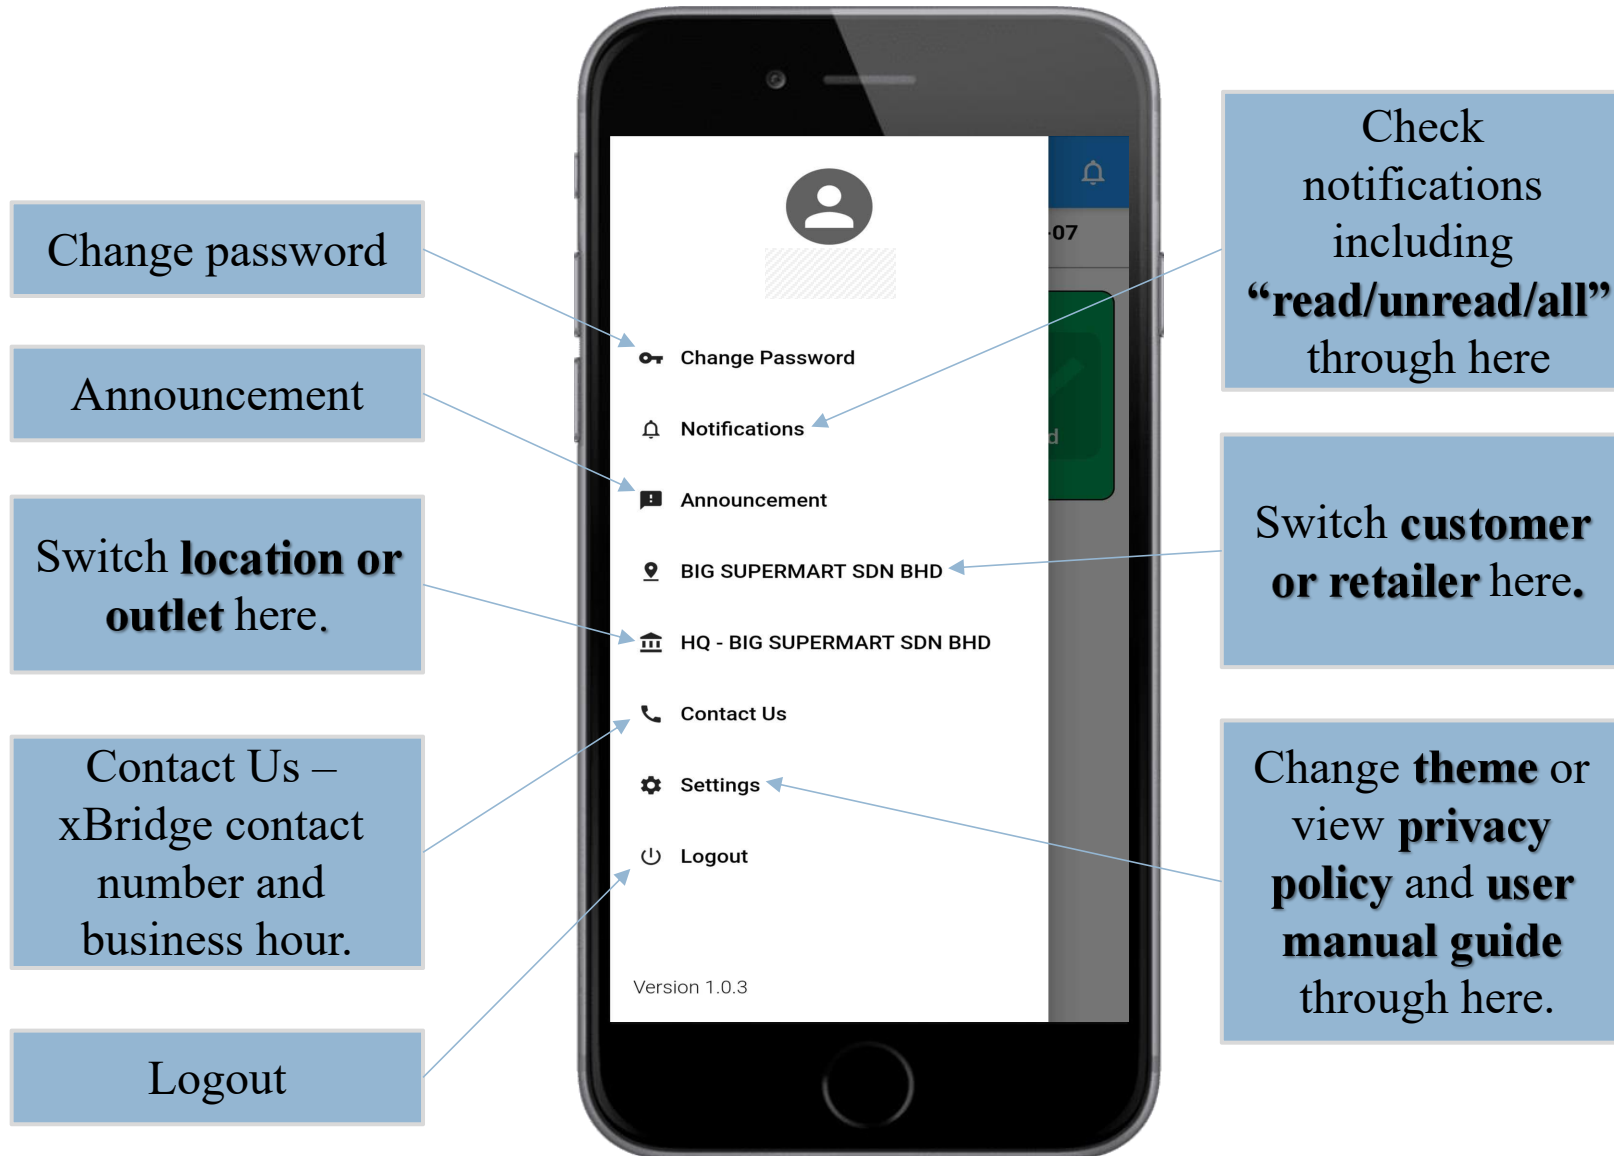 Change password
Announcement
Switch location or
outlet here.
Contact Us –
xBridge contact
number and
business hour.
Logout
-07
d
Change Password
Notifications
Announcement
BIG SUPERMART SDN BHD
HQ - BIG SUPERMART SDN BHD
Contact Us
Settings
Logout
Version 1.0.3
Check
notifications
including
“read/unread/all”
through here
Switch customer
or retailer here.
Change theme or
view privacy
policy and user
manual guide
through here.